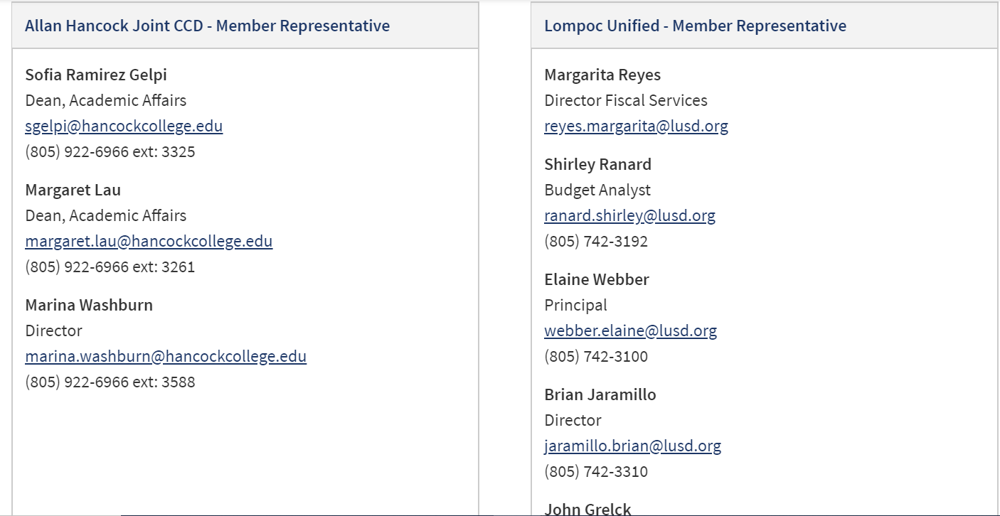 Allan Hancock Joint CCD - Member Representative
Sofia Ramirez Gelpi
Dean, Academic Affairs
sgelpi@hancockcollege.edu
(805) 922-6966 ext: 3325
Margaret Lau
Dean, Academic Affairs
margaret.lau@hancockcollege.edu
(805) 922-6966 ext: 3261
Marina Washburn
Director
marina.washburn@hancockcollege.edu
(805) 922-6966 ext: 3588
Lompoc Unified - Member Representative
Margarita Reyes
Director Fiscal Services
reyes.margarita@lusd.org
Shirley Ranard
Budget Analyst
ranard.shirley@lusd.org
(805) 742-3192
Elaine Webber
Principal
webber.elaine@lusd.org
(805) 742-3100
Brian Jaramillo
Director
jaramillo.brian@lusd.org
(805) 742-3310
John Grelck